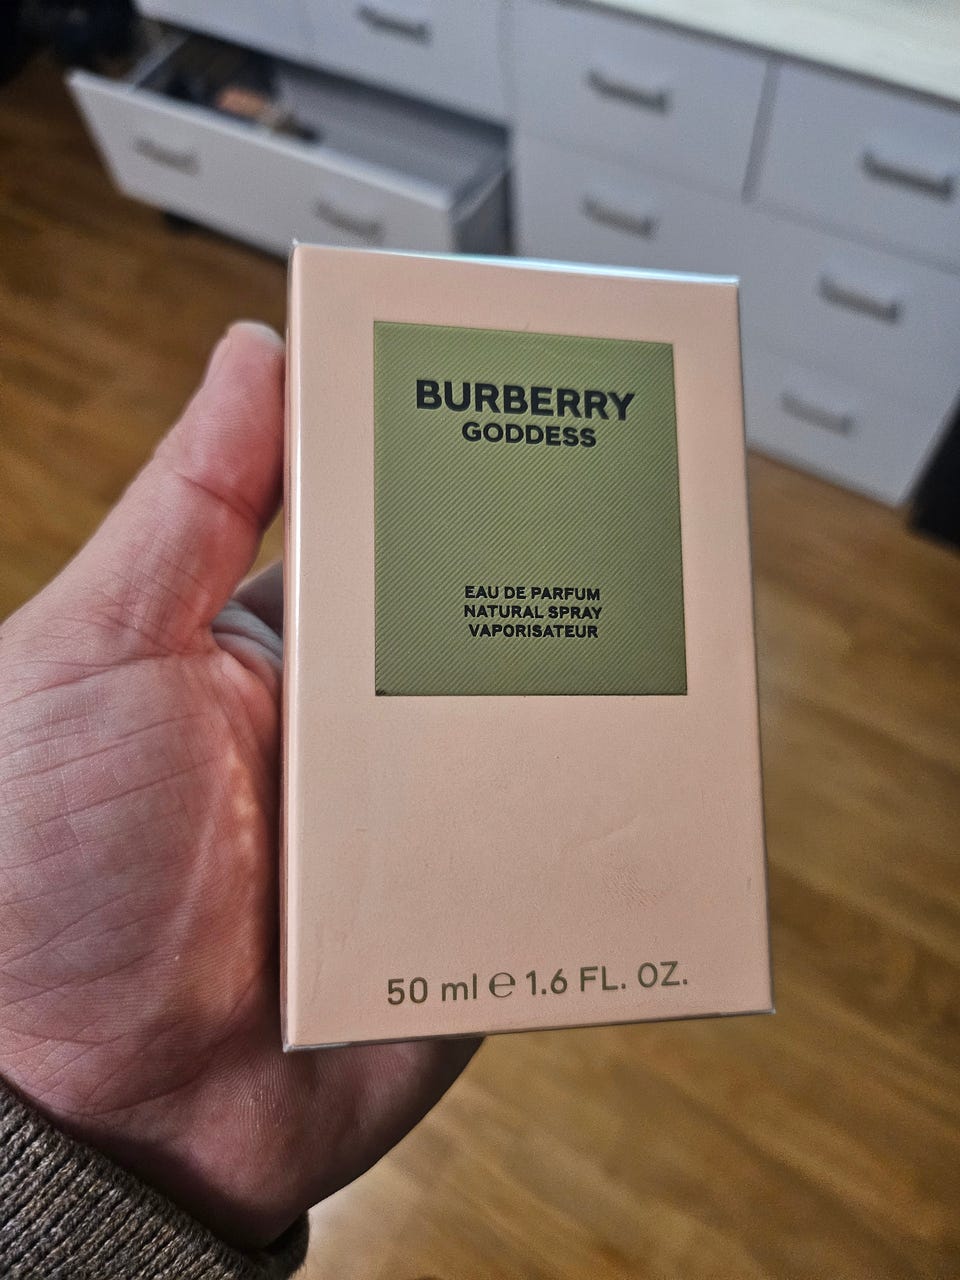 BURBERRY
GODDESS
EAU DE PARFUM
NATURAL SPRAY
VAPORISATEUR
50 ml ℮ 1.6 FL. OZ.